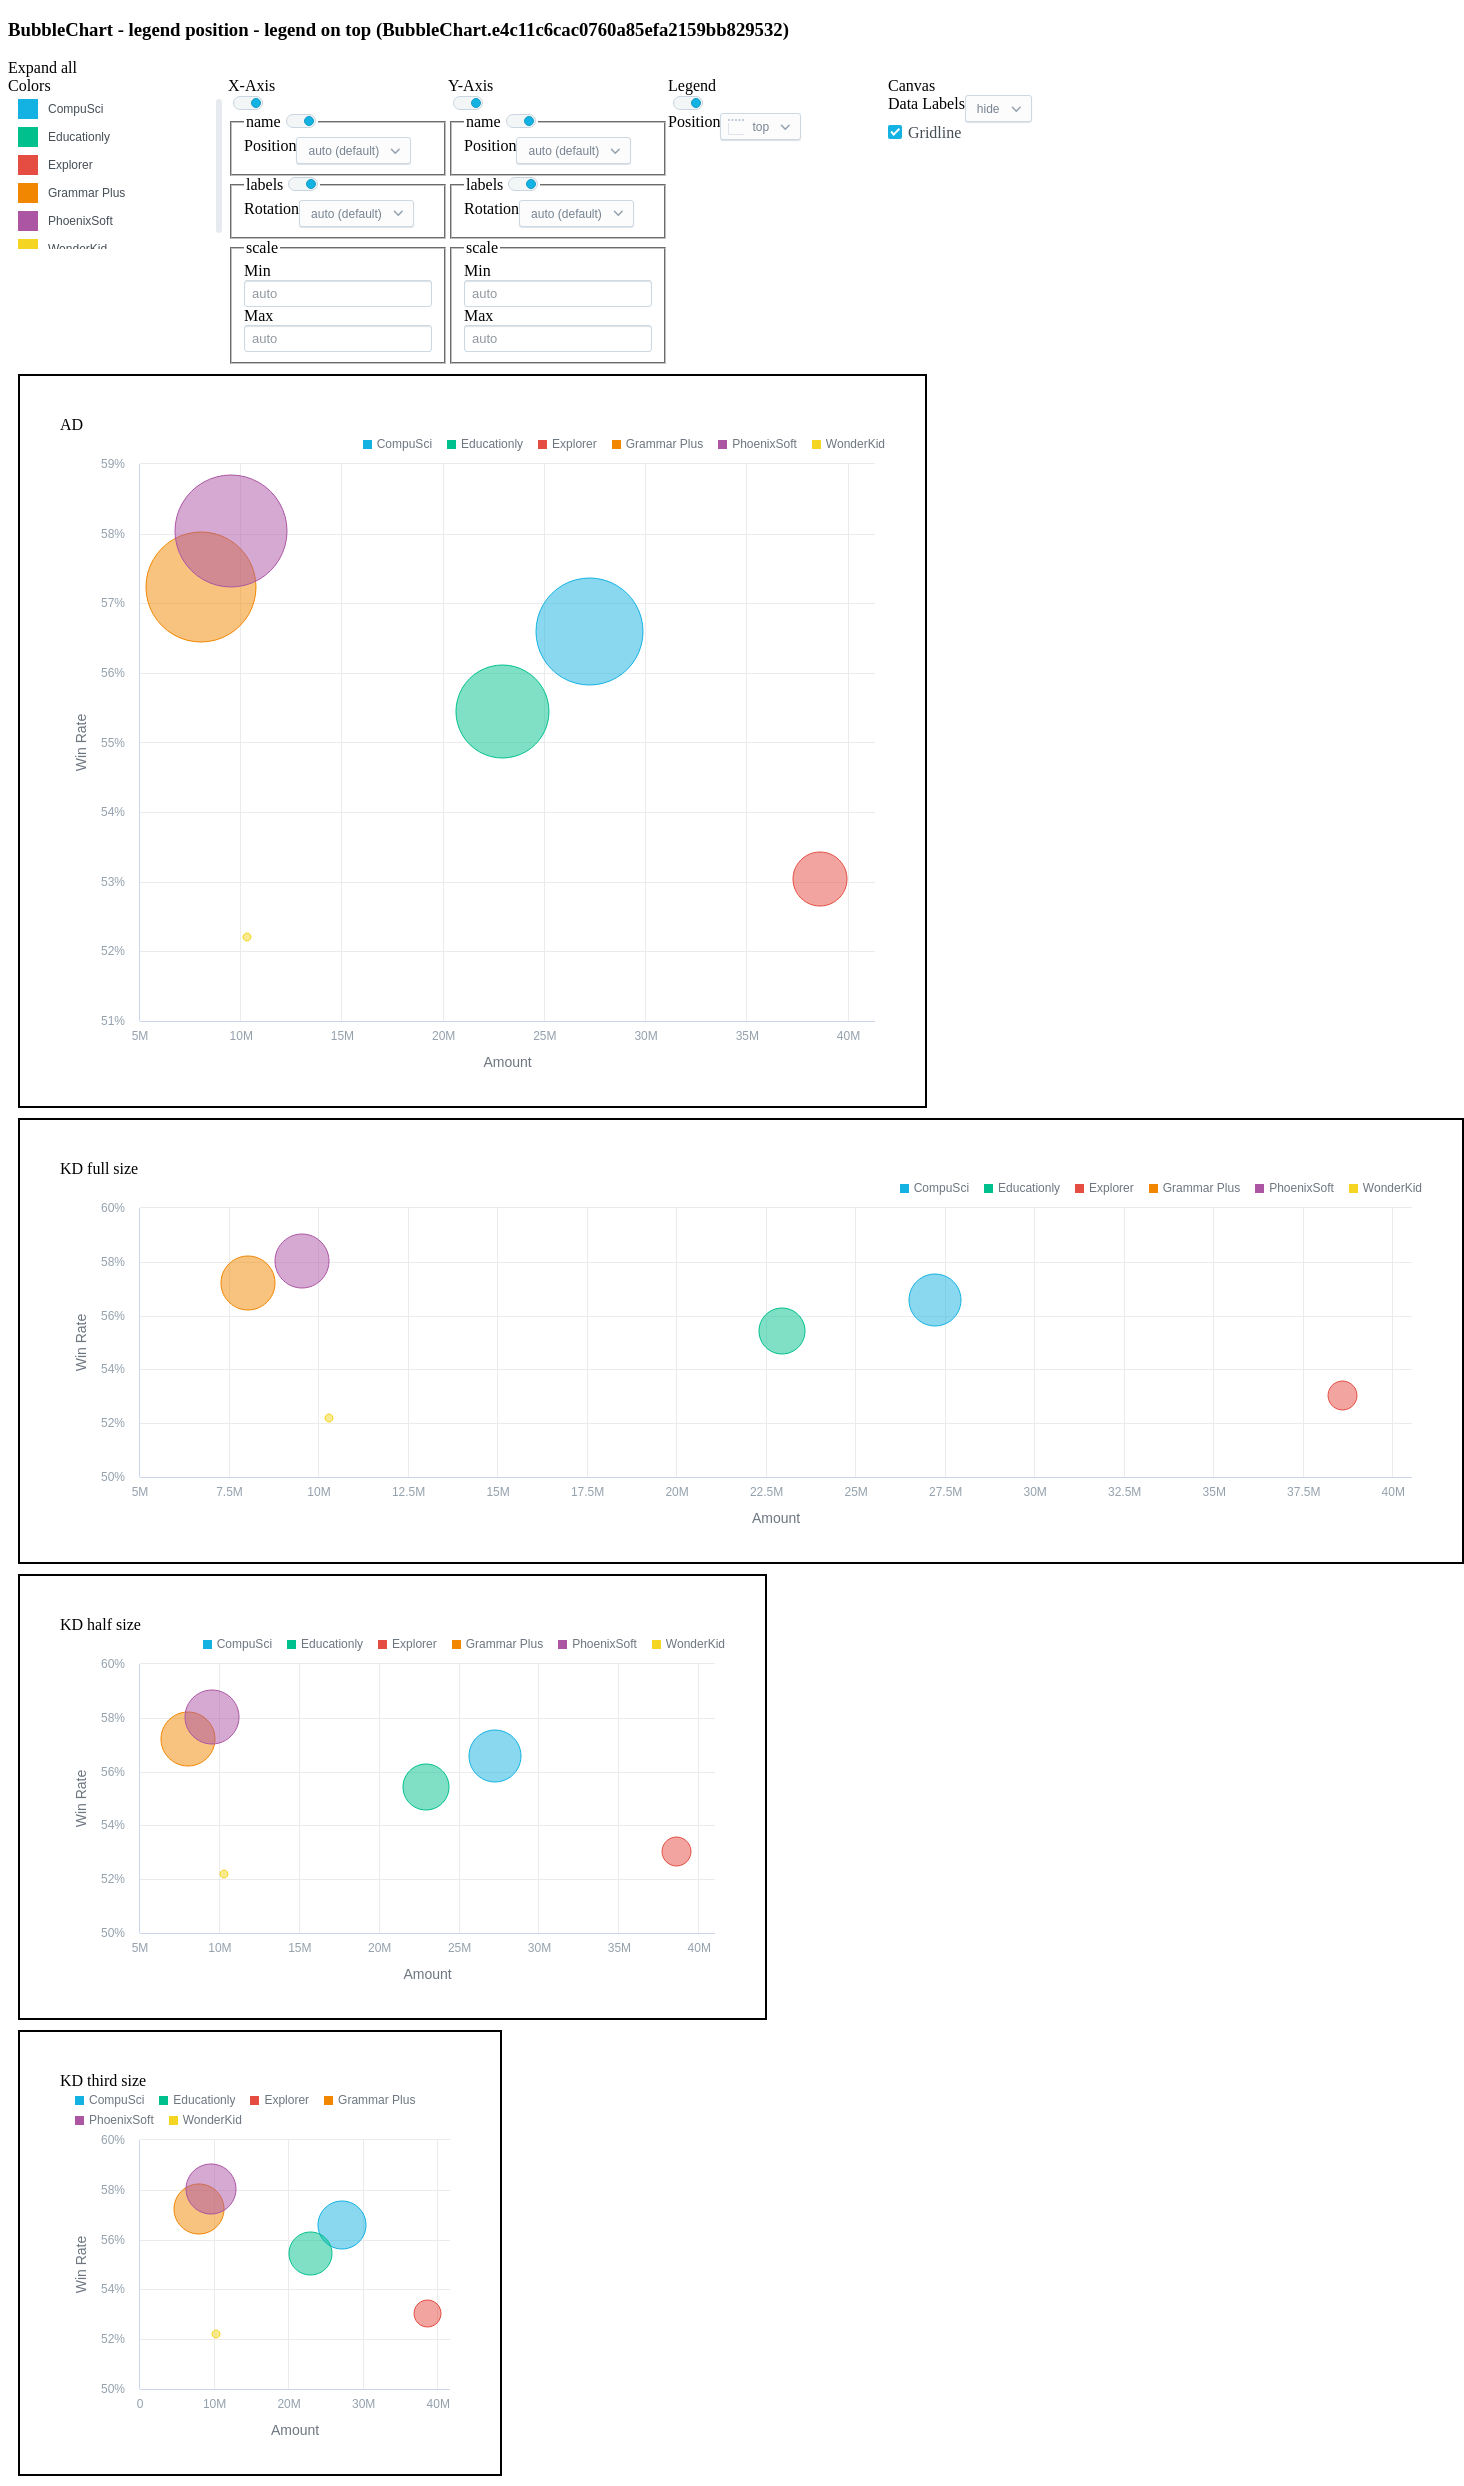 BubbleChart - legend position - legend on top (BubbleChart.e4c11c6cac0760a85efa2159bb829532)
Expand all
Colors
CompuSci
Educationly
Explorer
Grammar Plus
PhoenixSoft
WonderKid
X-Axis
name
Position auto (default)
labels
Rotation auto (default)
scale
Min
auto
Max
auto
Y-Axis
name
Position auto (default)
labels
Rotation auto (default)
scale
Min
auto
Max
auto
Legend
Position top
Canvas
Data Labels hide
Gridline
AD
CompuSci Educationly Explorer Grammar Plus PhoenixSoft WonderKid
59%
58%
57%
56%
55%
54%
53%
52%
51%
Win Rate
5M 10M 15M 20M 25M 30M 35M 40M
Amount
KD full size
CompuSci Educationly Explorer Grammar Plus PhoenixSoft WonderKid
60%
58%
56%
54%
52%
50%
Win Rate
5M 7.5M 10M 12.5M 15M 17.5M 20M 22.5M 25M 27.5M 30M 32.5M 35M 37.5M 40M
Amount
KD half size
CompuSci Educationly Explorer Grammar Plus PhoenixSoft WonderKid
60%
58%
56%
54%
52%
50%
Win Rate
5M 10M 15M 20M 25M 30M 35M 40M
Amount
KD third size
CompuSci Educationly Explorer Grammar Plus
PhoenixSoft WonderKid
60%
58%
56%
54%
52%
50%
Win Rate
0 10M 20M 30M 40M
Amount